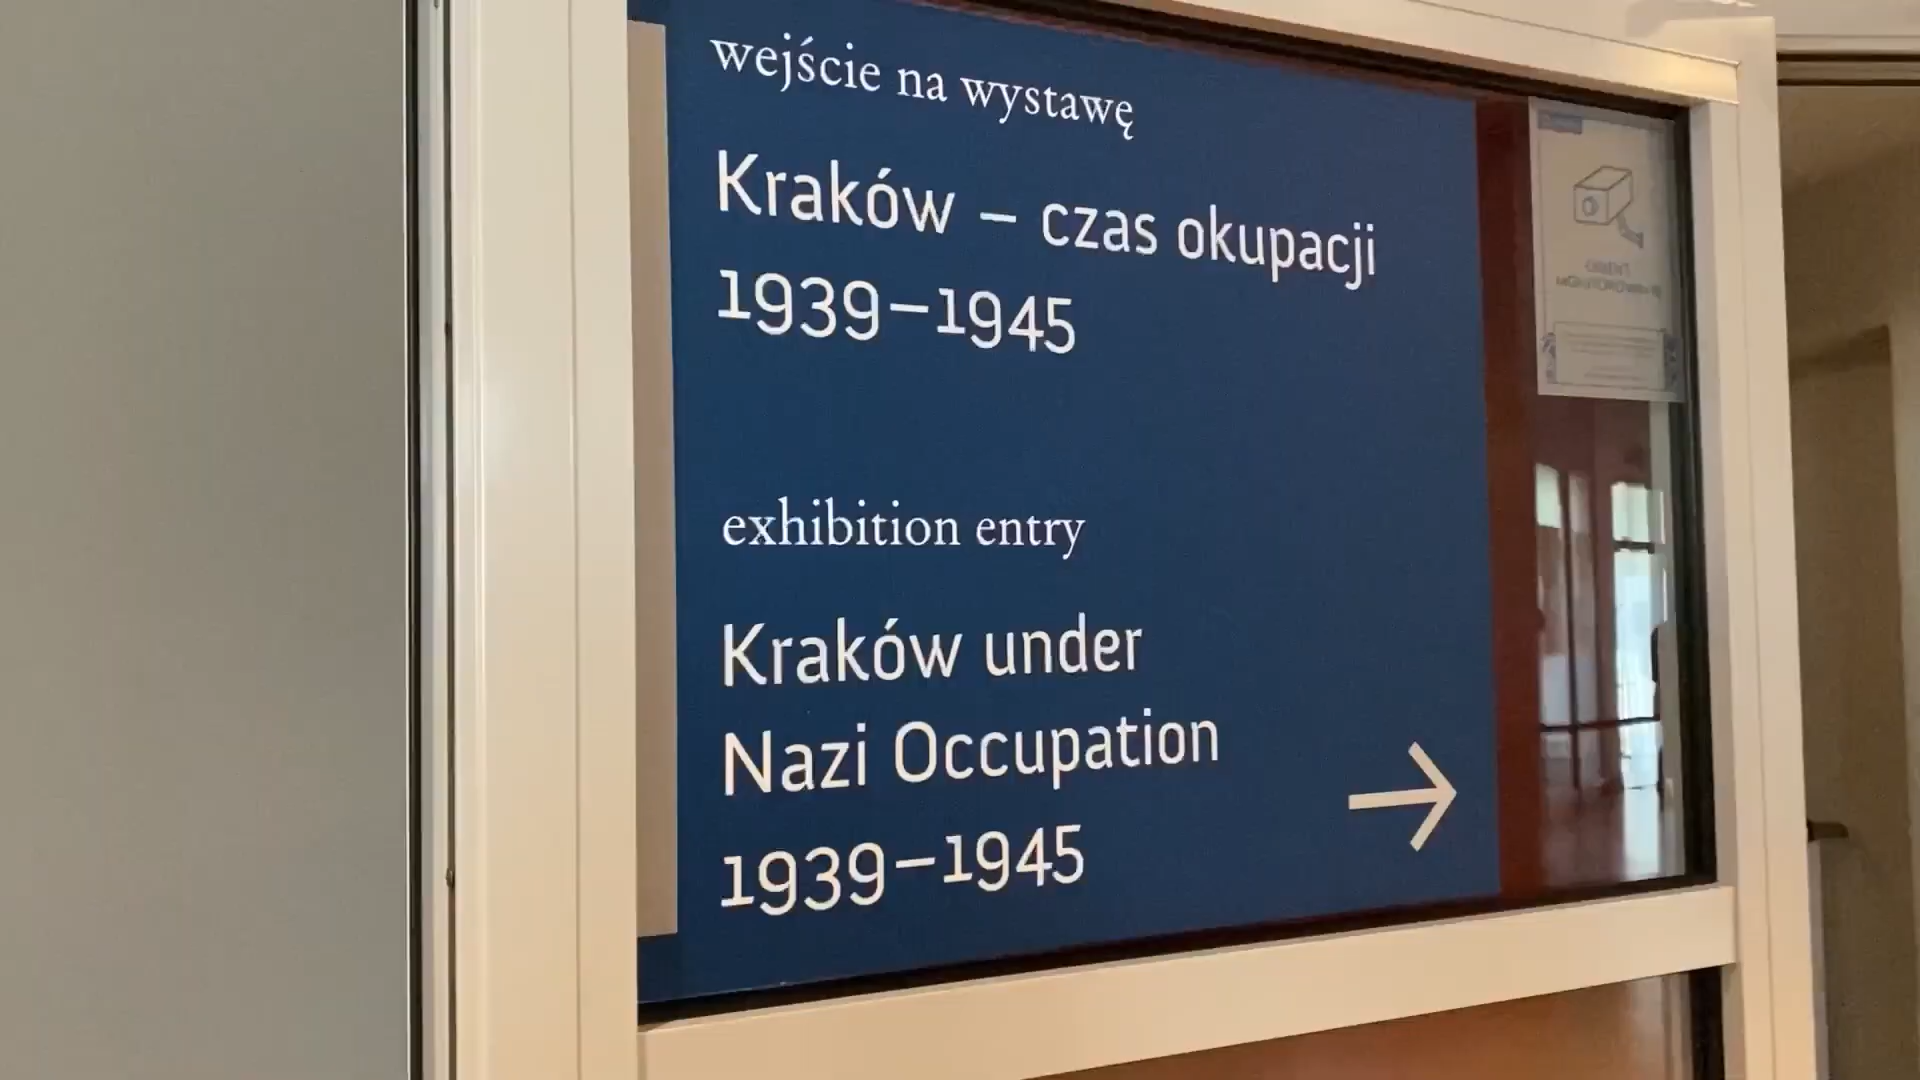 wejście na wystawę
Kraków – czas okupacji
1939–1945
exhibition entry
Kraków under
Nazi Occupation
1939–1945